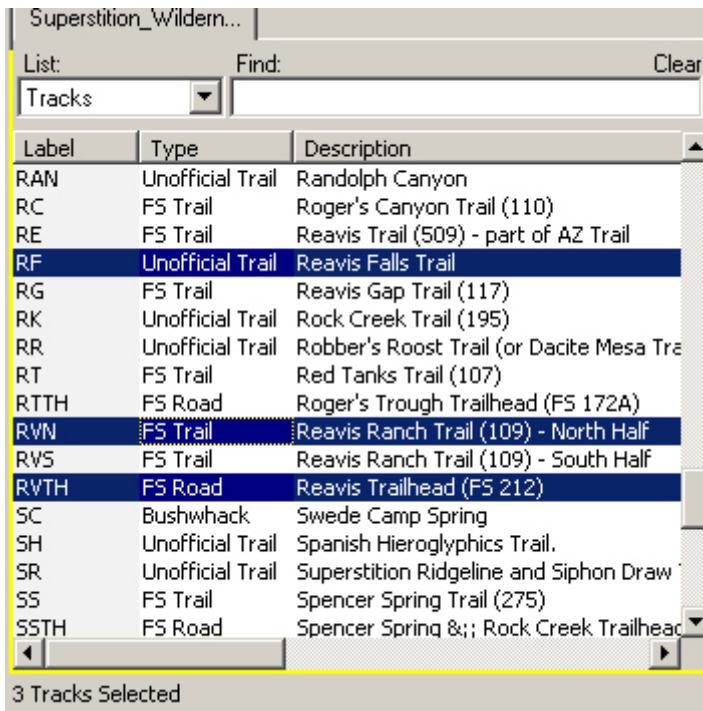 Superstition_Wildern...
List: Find: Clear
Tracks
Label Type Description
RAN Unofficial Trail Randolph Canyon
RC FS Trail Roger's Canyon Trail (110)
RE FS Trail Reavis Trail (509) - part of AZ Trail
RF Unofficial Trail Reavis Falls Trail
RG FS Trail Reavis Gap Trail (117)
RK Unofficial Trail Rock Creek Trail (195)
RR Unofficial Trail Robber's Roost Trail (or Dacite Mesa Tra
RT FS Trail Red Tanks Trail (107)
RTTH FS Road Roger's Trough Trailhead (FS 172A)
RVN FS Trail Reavis Ranch Trail (109) - North Half
RVS FS Trail Reavis Ranch Trail (109) - South Half
RVTH FS Road Reavis Trailhead (FS 212)
SC Bushwhack Swede Camp Spring
SH Unofficial Trail Spanish Hieroglyphics Trail.
SR Unofficial Trail Superstition Ridgeline and Siphon Draw
SS FS Trail Spencer Spring Trail (275)
SSTH FS Road Spencer Spring &;; Rock Creek Trailhead
3 Tracks Selected